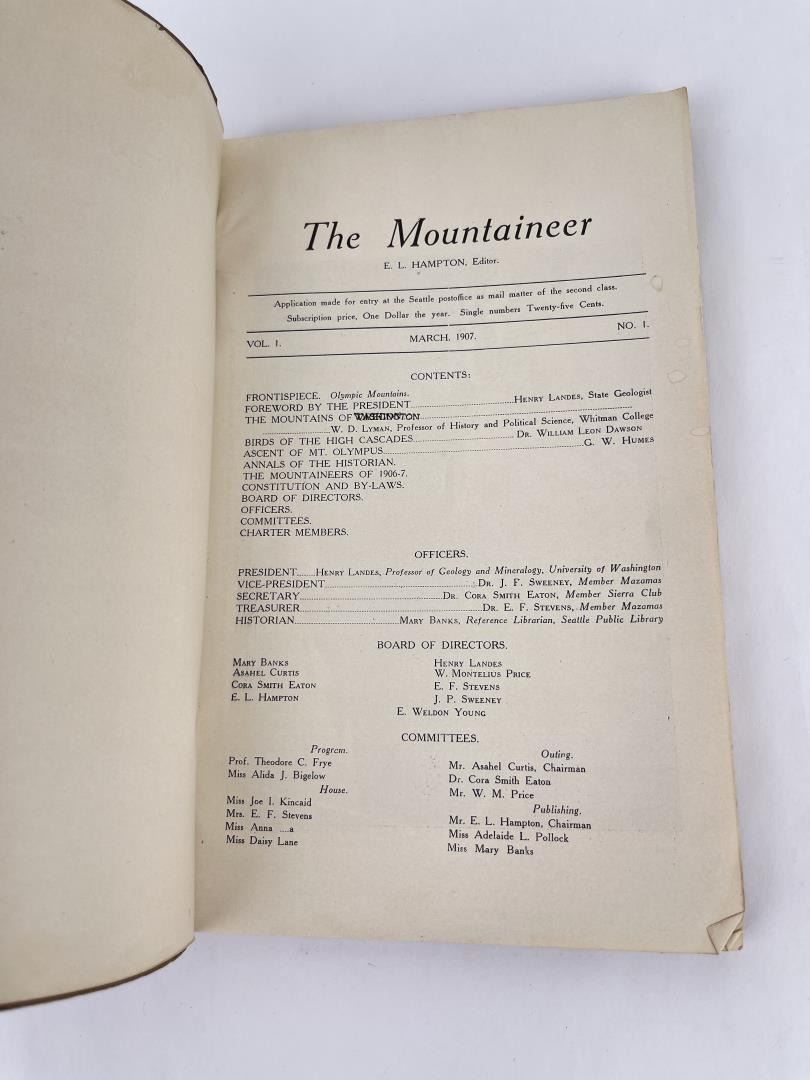 The Mountaineer
E. L. HAMPTON, Editor.
Application made for entry at the Seattle postoffice as mail matter of the second class.
Subscription price, One Dollar the year. Single numbers Twenty-five Cents.
VOL. 1. MARCH, 1907. NO. 1.
CONTENTS:
FRONTISPIECE. Olympic Mountains.
FOREWORD BY THE PRESIDENT....................HENRY LANDES, State Geologist
THE MOUNTAINS OF WASHINGTON....................
....................W. D. LYMAN, Professor of History and Political Science, Whitman College
BIRDS OF THE HIGH CASCADES....................DR. WILLIAM LEON DAWSON
ASCENT OF MT. OLYMPUS....................G. W. HUMES
ANNALS OF THE HISTORIAN.
THE MOUNTAINEERS OF 1906-7.
CONSTITUTION AND BY-LAWS.
BOARD OF DIRECTORS.
OFFICERS.
COMMITTEES.
CHARTER MEMBERS.
OFFICERS.
PRESIDENT.......HENRY LANDES, Professor of Geology and Mineralogy, University of Washington
VICE-PRESIDENT....................DR. J. F. SWEENEY, Member Mazamas
SECRETARY....................DR. CORA SMITH EATON, Member Sierra Club
TREASURER....................DR. E. F. STEVENS, Member Mazamas
HISTORIAN....................MARY BANKS, Reference Librarian, Seattle Public Library
BOARD OF DIRECTORS.
MARY BANKS HENRY LANDES
ASAHEL CURTIS W. MONTELIUS PRICE
CORA SMITH EATON E. F. STEVENS
E. L. HAMPTON J. P. SWEENEY
E. WELDON YOUNG
COMMITTEES.
Program.
Prof. Theodore C. Frye
Miss Alida J. Bigelow
House.
Miss Joe I. Kincaid
Mrs. E. F. Stevens
Miss Anna ....a
Miss Daisy Lane
Outing.
Mr. Asahel Curtis, Chairman
Dr. Cora Smith Eaton
Mr. W. M. Price
Publishing.
Mr. E. L. Hampton, Chairman
Miss Adelaide L. Pollock
Miss Mary Banks